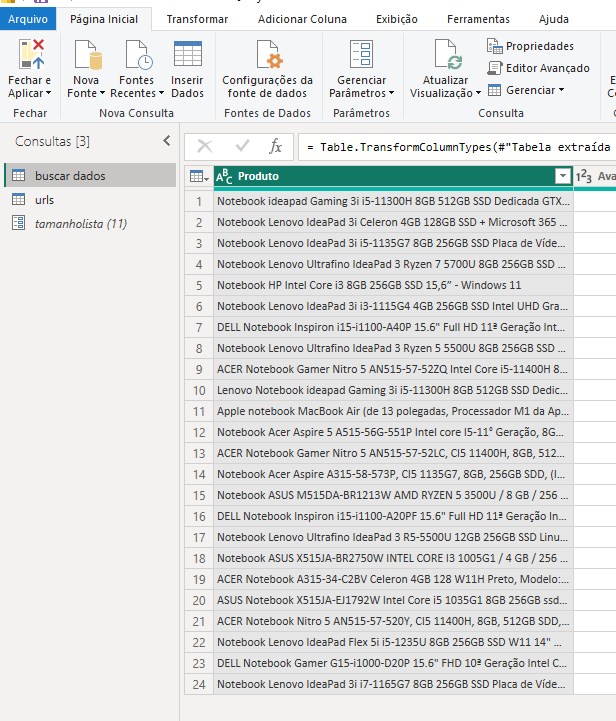 Arquivo Página Inicial Transformar Adicionar Coluna Exibição Ferramentas Ajuda
Fechar e Aplicar
Nova Fonte
Fontes Recentes
Inserir Dados
Configurações da fonte de dados
Gerenciar Parâmetros
Atualizar Visualização
Propriedades
Editor Avançado
Gerenciar
Fechar Nova Consulta Fontes de Dados Parâmetros Consulta
Consultas [3]
buscar dados
urls
tamanholista (11)
fx = Table.TransformColumnTypes(#"Tabela extraída
ABC Produto 123 Ava
1 Notebook ideapad Gaming 3i i5-11300H 8GB 512GB SSD Dedicada GTX...
2 Notebook Lenovo IdeaPad 3i Celeron 4GB 128GB SSD + Microsoft 365 ...
3 Notebook Lenovo IdeaPad 3i i5-1135G7 8GB 256GB SSD Placa de Víde...
4 Notebook Lenovo Ultrafino IdeaPad 3 Ryzen 7 5700U 8GB 256GB SSD ...
5 Notebook HP Intel Core i3 8GB 256GB SSD 15,6” - Windows 11
6 Notebook Lenovo IdeaPad 3i i3-1115G4 4GB 256GB SSD Intel UHD Gra...
7 DELL Notebook Inspiron i15-i1100-A40P 15.6" Full HD 11ª Geração Int...
8 Notebook Lenovo Ultrafino IdeaPad 3 Ryzen 5 5500U 8GB 256GB SSD ...
9 ACER Notebook Gamer Nitro 5 AN515-57-52ZQ Intel Core i5-11400H 8...
10 Lenovo Notebook ideapad Gaming 3i i5-11300H 8GB 512GB SSD Dedic...
11 Apple notebook MacBook Air (de 13 polegadas, Processador M1 da Ap...
12 Notebook Acer Aspire 5 A515-56G-551P Intel core I5-11° Geração, 8G...
13 ACER Notebook Gamer Nitro 5 AN515-57-52LC, CI5 11400H, 8GB, 512...
14 Notebook Acer Aspire A315-58-573P, CI5 1135G7, 8GB, 256GB SDD, (I...
15 Notebook ASUS M515DA-BR1213W AMD RYZEN 5 3500U / 8 GB / 256 ...
16 DELL Notebook Inspiron i15-i1100-A20PF 15.6" Full HD 11ª Geração In...
17 Notebook Lenovo Ultrafino IdeaPad 3 R5-5500U 12GB 256GB SSD Linu...
18 Notebook ASUS X515JA-BR2750W INTEL CORE I3 1005G1 / 4 GB / 256 ...
19 ACER Notebook A315-34-C2BV Celeron 4GB 128 W11H Preto, Modelo:...
20 ASUS Notebook X515JA-EJ1792W Intel Core i5 1035G1 8GB 256GB ssd...
21 ACER Notebook Nitro 5 AN515-57-520Y, CI5 11400H, 8GB, 512GB SDD,...
22 Notebook Lenovo IdeaPad Flex 5i i5-1235U 8GB 256GB SSD W11 14" ...
23 DELL Notebook Gamer G15-i1000-D20P 15.6" FHD 10ª Geração Intel C...
24 Notebook Lenovo IdeaPad 3i i7-1165G7 8GB 256GB SSD Placa de Víde...